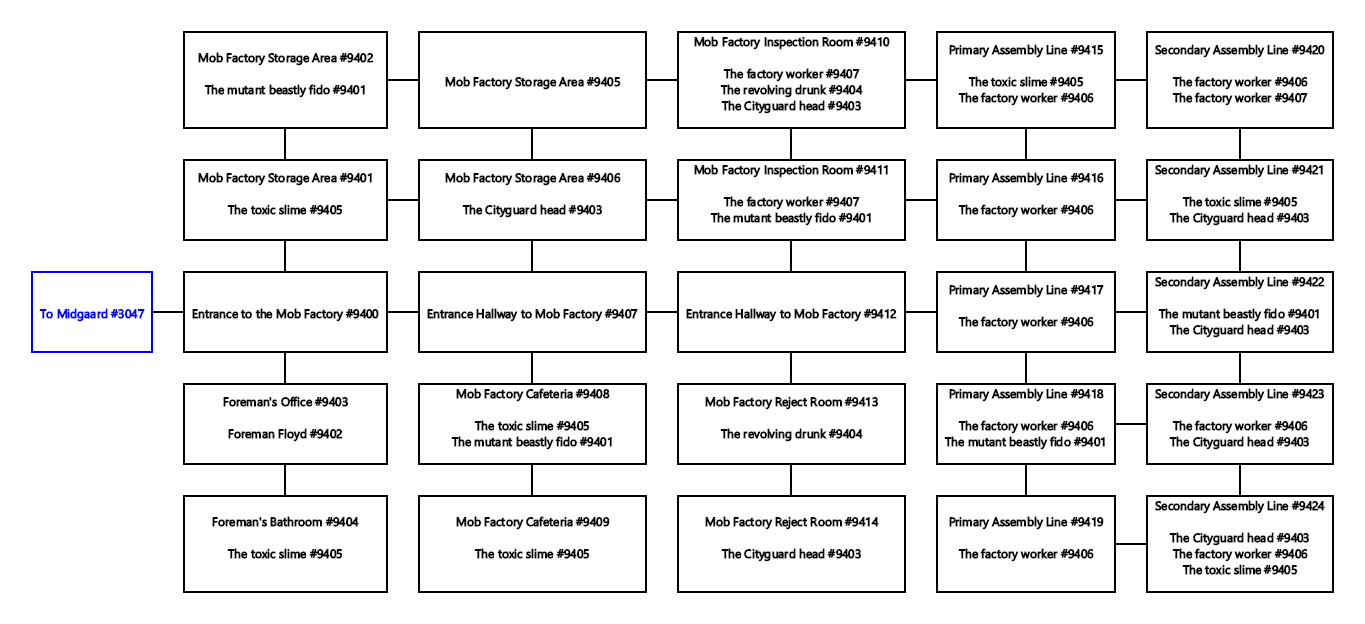 Mob Factory Storage Area #9402
The mutant beastly fido #9401
Mob Factory Storage Area #9405
Mob Factory Inspection Room #9410
The factory worker #9407
The revolving drunk #9404
The Cityguard head #9403
Primary Assembly Line #9415
The toxic slime #9405
The factory worker #9406
Secondary Assembly Line #9420
The factory worker #9406
The factory worker #9407
Mob Factory Storage Area #9401
The toxic slime #9405
Mob Factory Storage Area #9406
The Cityguard head #9403
Mob Factory Inspection Room #9411
The factory worker #9407
The mutant beastly fido #9401
Primary Assembly Line #9416
The factory worker #9406
Secondary Assembly Line #9421
The toxic slime #9405
The Cityguard head #9403
To Midgaard #3047
Entrance to the Mob Factory #9400
Entrance Hallway to Mob Factory #9407
Entrance Hallway to Mob Factory #9412
Primary Assembly Line #9417
The factory worker #9406
Secondary Assembly Line #9422
The mutant beastly fido #9401
The Cityguard head #9403
Foreman's Office #9403
Foreman Floyd #9402
Mob Factory Cafeteria #9408
The toxic slime #9405
The mutant beastly fido #9401
Mob Factory Reject Room #9413
The revolving drunk #9404
Primary Assembly Line #9418
The factory worker #9406
The mutant beastly fido #9401
Secondary Assembly Line #9423
The factory worker #9406
The Cityguard head #9403
Foreman's Bathroom #9404
The toxic slime #9405
Mob Factory Cafeteria #9409
The toxic slime #9405
Mob Factory Reject Room #9414
The Cityguard head #9403
Primary Assembly Line #9419
The factory worker #9406
Secondary Assembly Line #9424
The Cityguard head #9403
The factory worker #9406
The toxic slime #9405